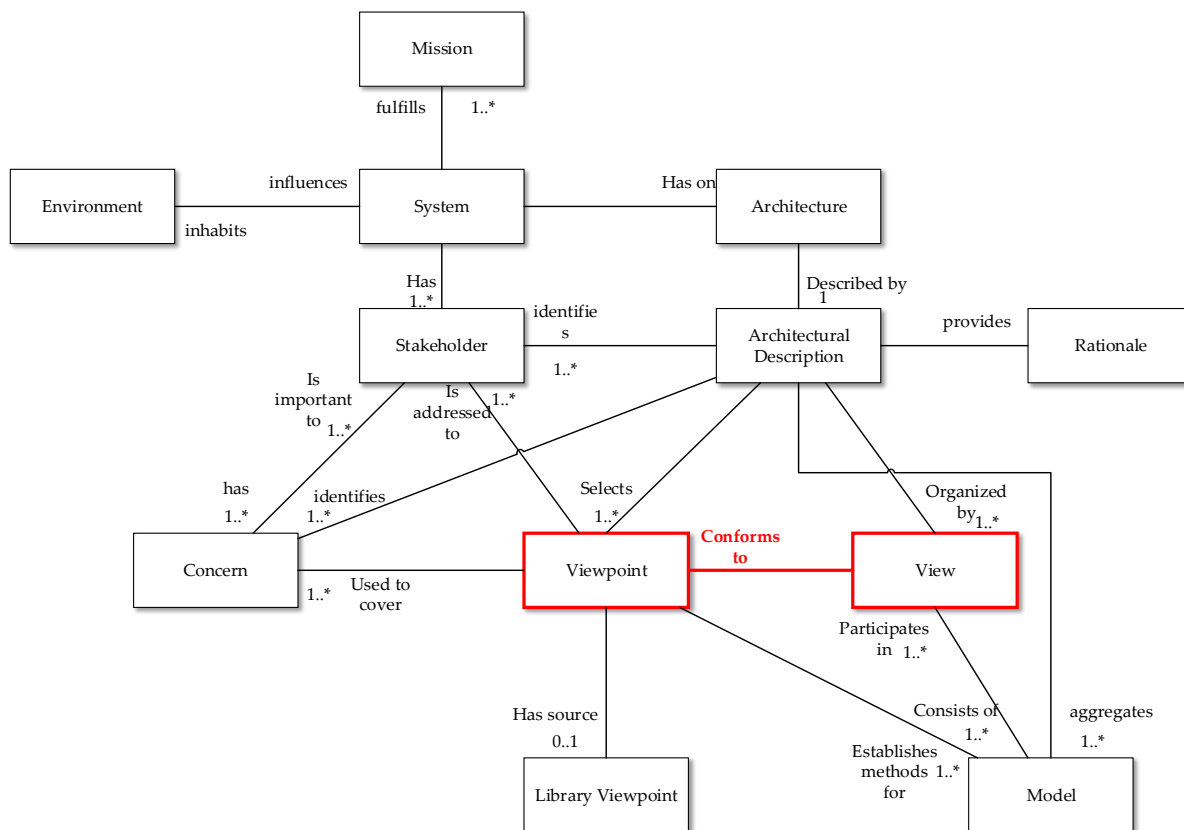 Mission
fulfills
1..*
influences
Has on
Environment
System
Architecture
inhabits
Has
1..*
Described by
1
identifie
s
provides
Stakeholder
Architectural
Description
Rationale
1..*
Is
important
to
1..*
Is
addressed
to
1..*
has
1..*
identifies
1..*
Selects
1..*
Organized
by
1..*
Conforms
to
Concern
Viewpoint
View
1..*
Used to
cover
Participates
in
1..*
Has source
0..1
Consists of
1..*
aggregates
1..*
Establishes
methods
for
1..*
Library Viewpoint
Model